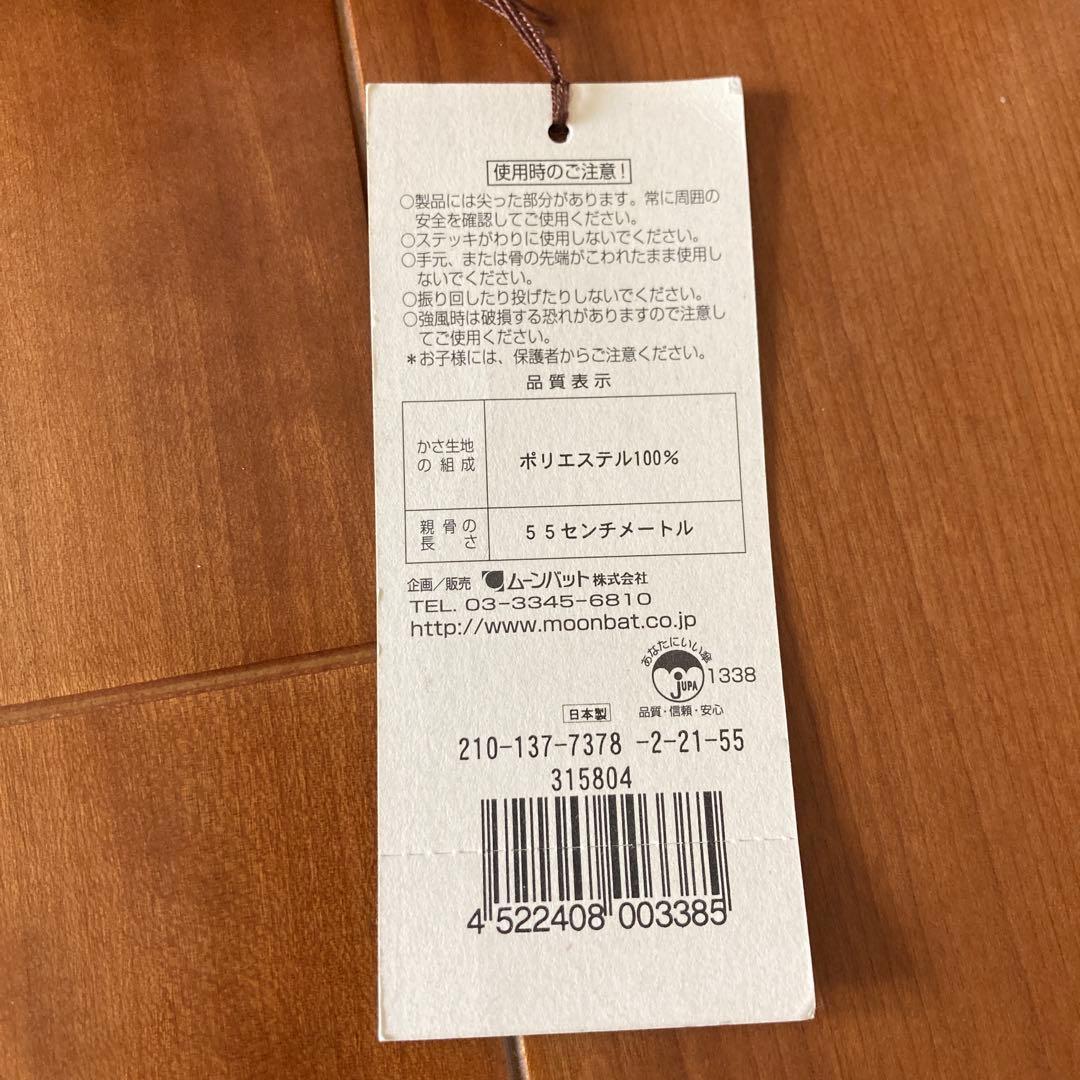 使用時のご注意!
○製品には尖った部分があります。常に周囲の
安全を確認してご使用ください。
○ステッキがわりに使用しないでください。
○手元、または骨の先端がこわれたまま使用し
ないでください。
○振り回したり投げたりしないでください。
○強風時は破損する恐れがありますので注意し
てご使用ください。
*お子様には、保護者からご注意ください。
品質表示
かさ生地
の組成
ポリエステル100%
親骨の
長さ
55センチメートル
企画/販売 ムーンバット株式会社
TEL. 03-3345-6810
http://www.moonbat.co.jp
あなたにいい傘
JUPA 1338
品質・信頼・安心
日本製
210-137-7378 -2-21-55
315804
4 522408 003385